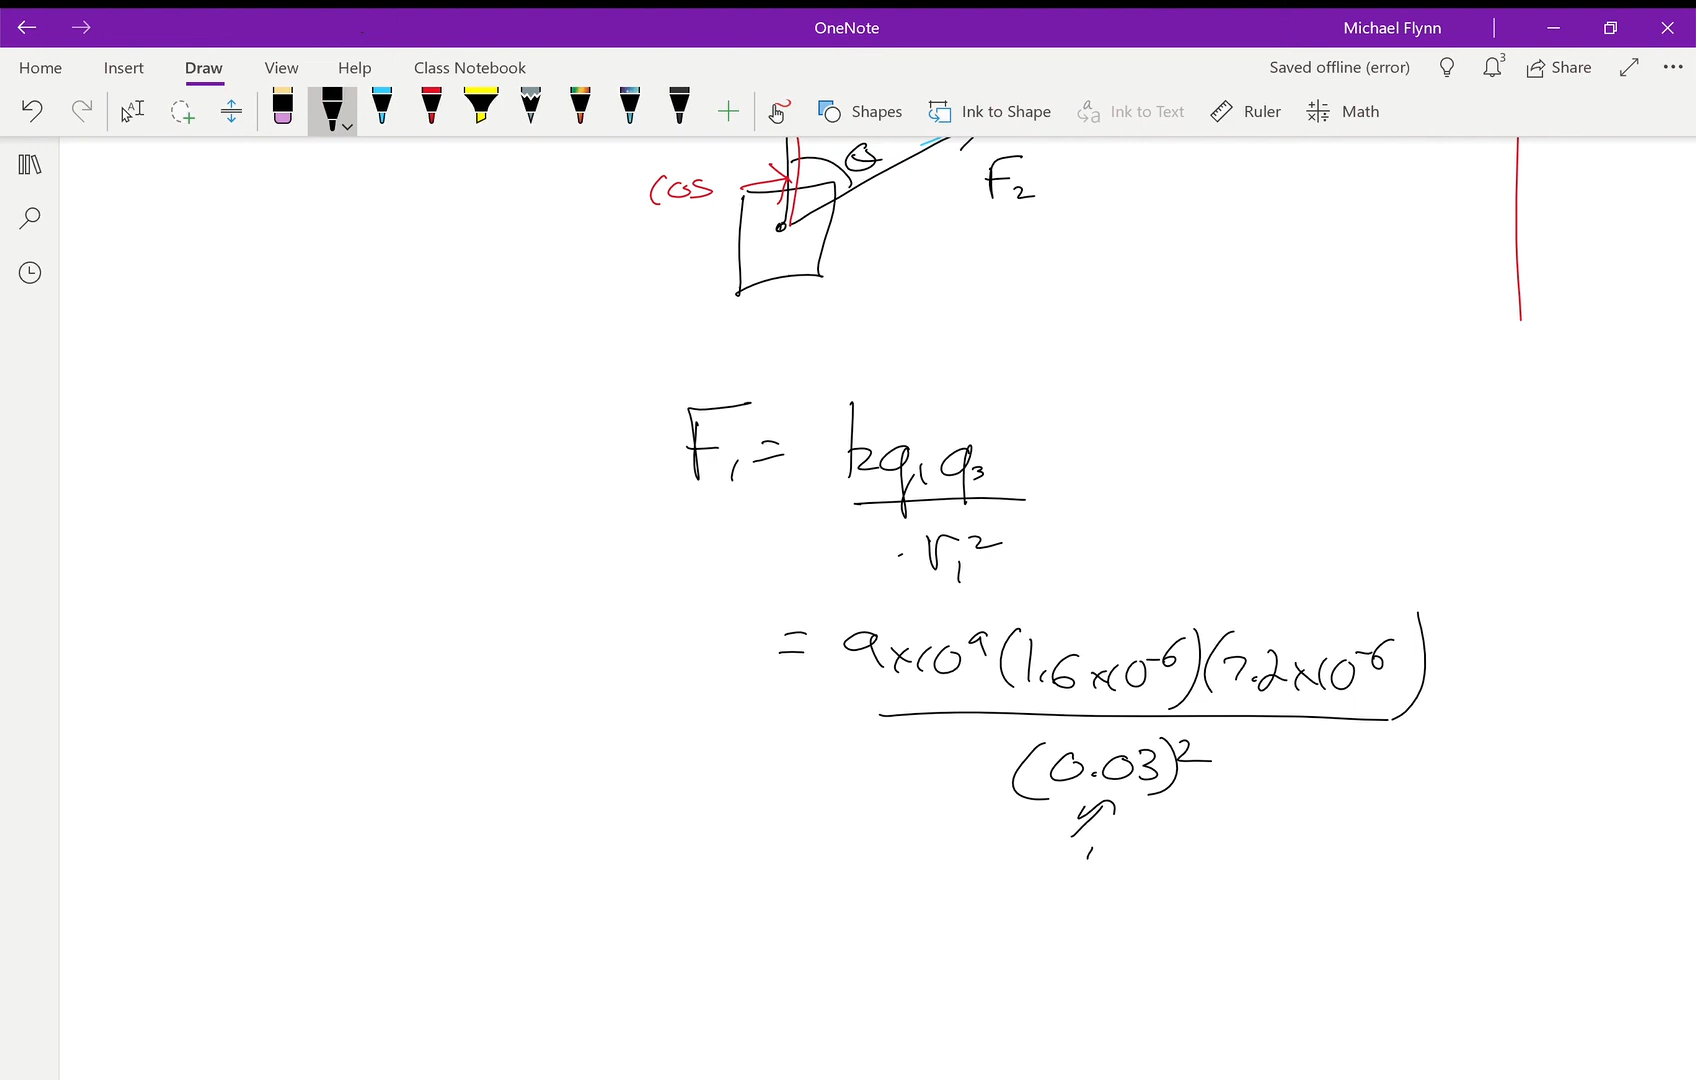 OneNote
Michael Flynn
Home Insert Draw View Help Class Notebook
Saved offline (error) 3 Share
Shapes Ink to Shape Ink to Text Ruler Math
θ
cos
F₂
F₁ = kq₁q₃
r₁²
= 9×10⁹(1.6×10⁻⁶)(7.2×10⁻⁶)
(0.03)²